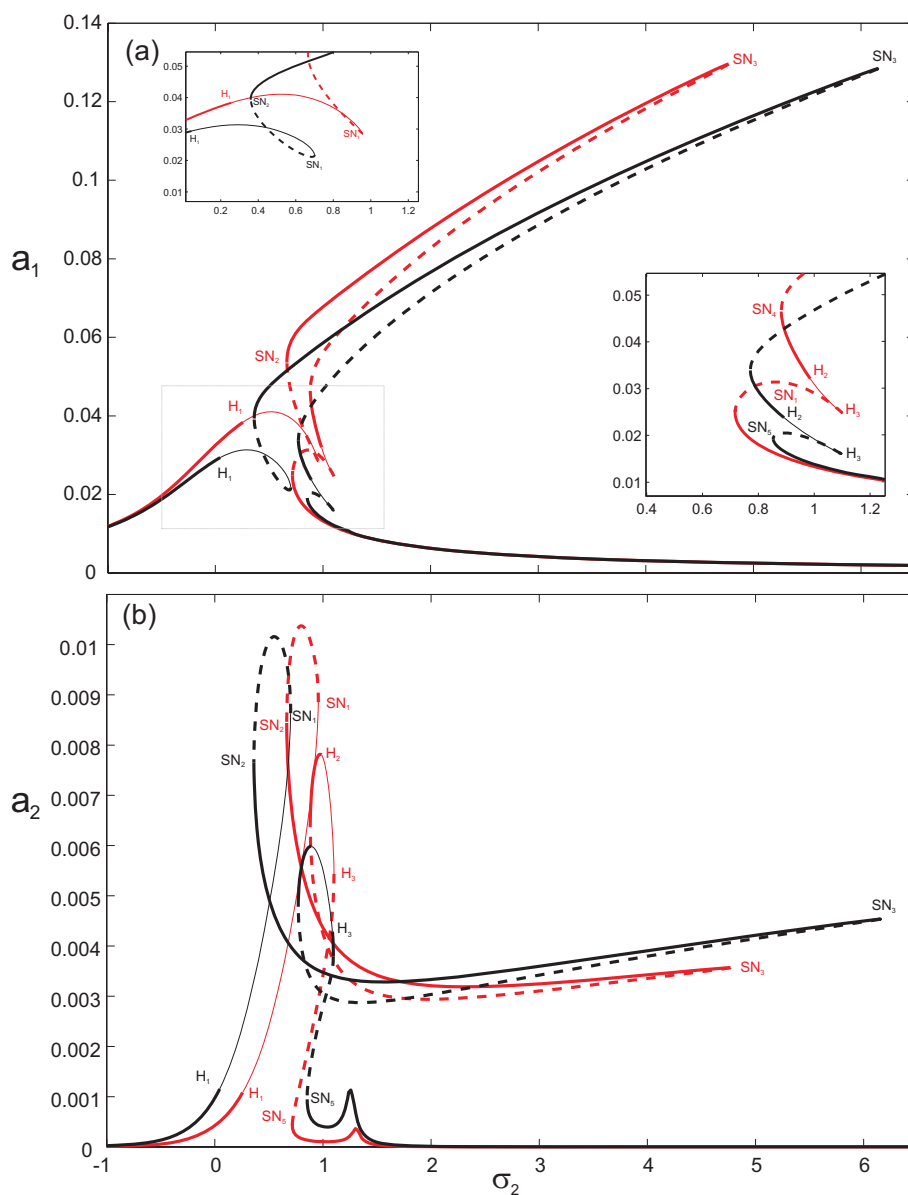 0.14
(a)
0.12
0.1
a₁
0.08
0.06
0.04
0.02
0
SN₃
SN₃
SN₂
H₁
H₁
0.05
0.04
0.03
0.02
0.01
H₁
SN₂
H₁
SN₁
SN₁
0.2 0.4 0.6 0.8 1 1.2
0.05
0.04
0.03
0.02
0.01
SN₄
H₂
SN₁
H₃
H₂
SN₅
H₃
0.4 0.6 0.8 1 1.2
(b)
0.01
0.009
0.008
0.007
a₂
0.006
0.005
0.004
0.003
0.002
0.001
0
SN₁
SN₂
SN₁
SN₂
H₂
H₃
H₃
SN₃
SN₃
H₁
H₁
SN₅
SN₅
-1 0 1 2 3 4 5 6
σ₂